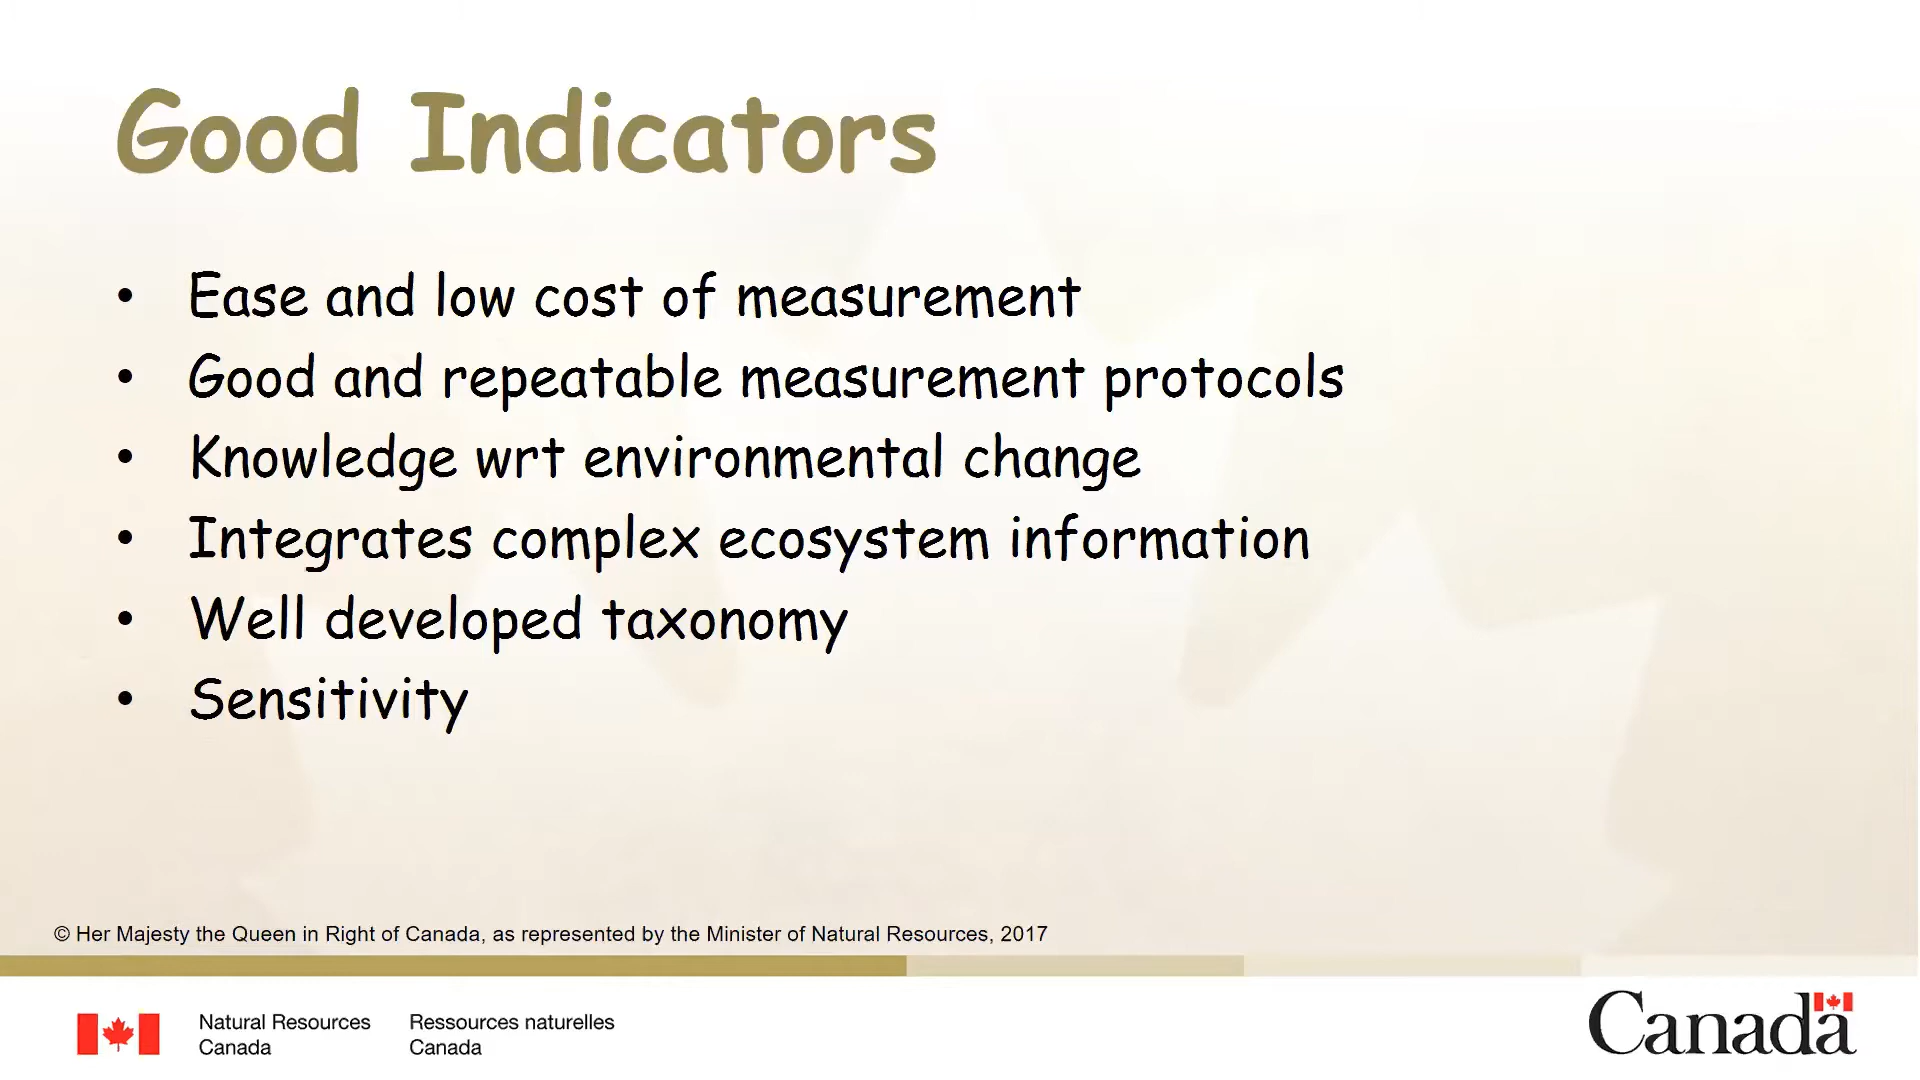 Good Indicators
• Ease and low cost of measurement
• Good and repeatable measurement protocols
• Knowledge wrt environmental change
• Integrates complex ecosystem information
• Well developed taxonomy
• Sensitivity
© Her Majesty the Queen in Right of Canada, as represented by the Minister of Natural Resources, 2017
Natural Resources
Canada
Ressources naturelles
Canada
Canada